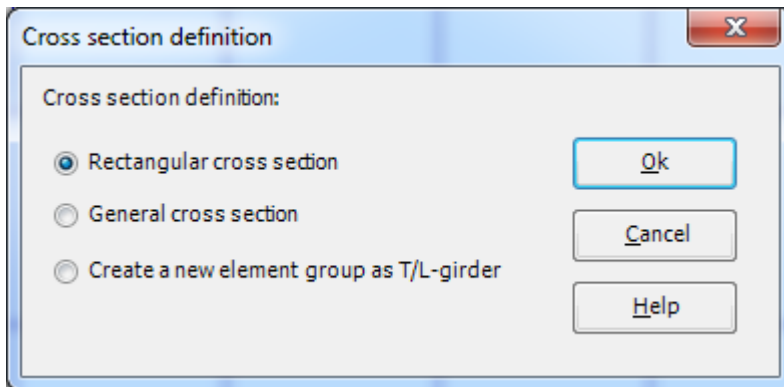 Cross section definition
Cross section definition:
Rectangular cross section
Ok
General cross section
Cancel
Create a new element group as T/L-girder
Help